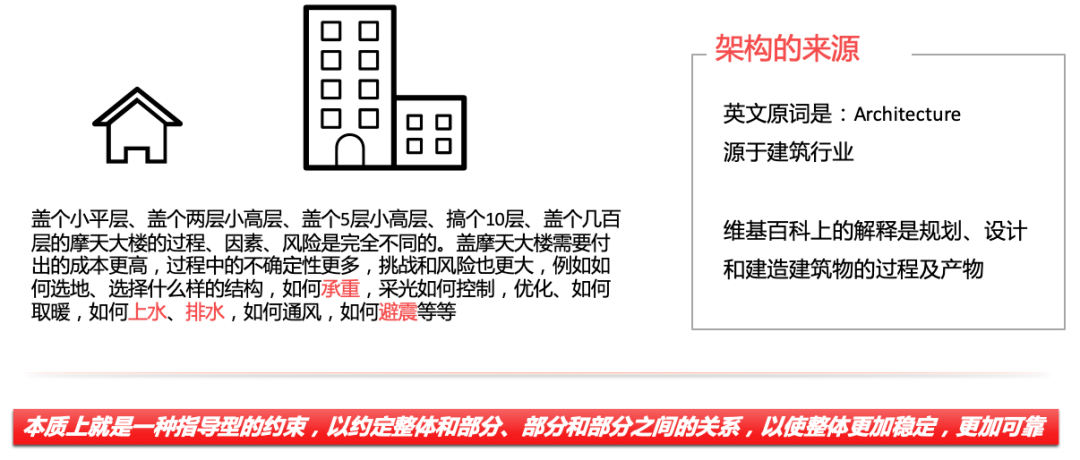 盖个小平层、盖个两层小高层、盖个5层小高层、搞个10层、盖个几百
层的摩天大楼的过程、因素、风险是完全不同的。盖摩天大楼需要付
出的成本更高，过程中的不确定性更多，挑战和风险也更大，例如如
何选地、选择什么样的结构，如何承重，采光如何控制，优化、如何
取暖，如何上水、排水，如何通风，如何避震等等
架构的来源
英文原词是：Architecture
源于建筑行业
维基百科上的解释是规划、设计
和建造建筑物的过程及产物
本质上就是一种指导型的约束，以约定整体和部分、部分和部分之间的关系，以使整体更加稳定，更加可靠